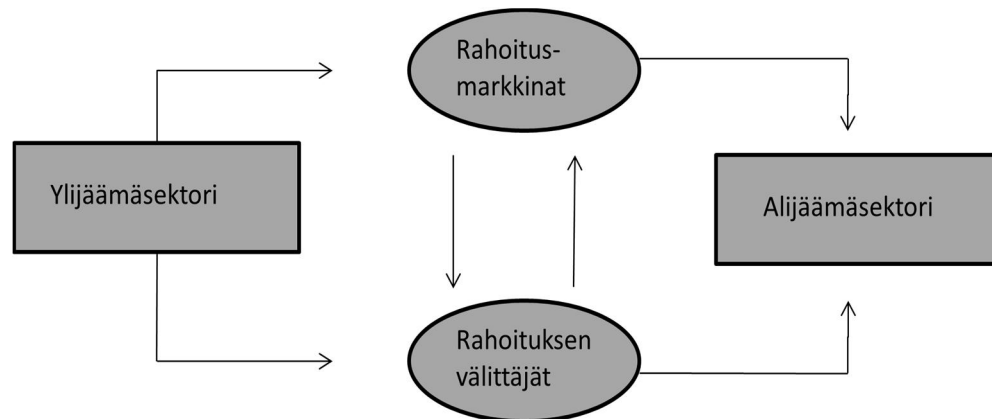 Rahoitus-
markkinat
Ylijäämäsektori
Alijäämäsektori
Rahoituksen
välittäjät